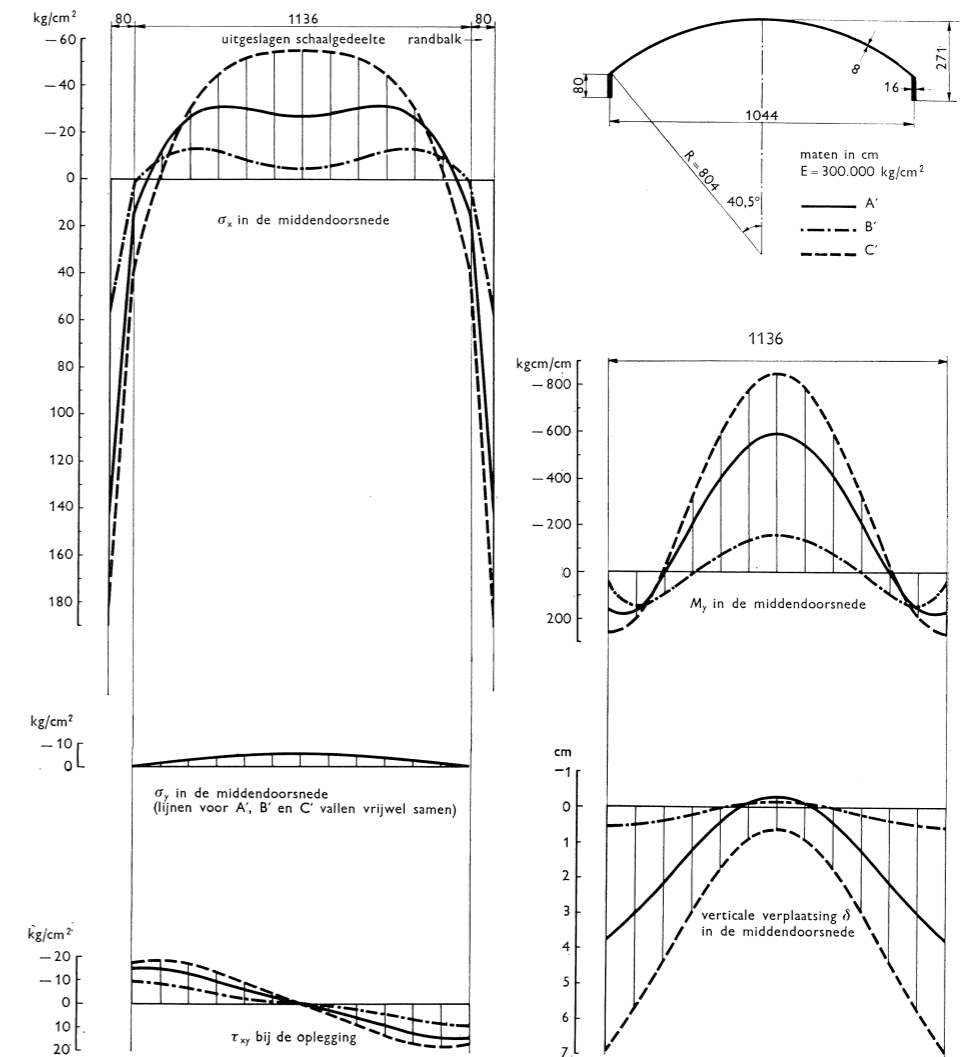 kg/cm²
80
1136
80
uitgeslagen schaalgedeelte
randbalk
— 60
— 40
— 20
0
20
40
60
80
100
120
140
160
180
σx in de middendoorsnede
271
8
80
16
1044
R = 804
40,5°
maten in cm
E = 300.000 kg/cm²
A′
B′
C′
1136
kgcm/cm
— 800
— 600
— 400
— 200
0
200
My in de middendoorsnede
kg/cm²
— 10
0
σy in de middendoorsnede
(lijnen voor A′, B′ en C′ vallen vrijwel samen)
cm
—1
0
1
2
3
4
5
6
7
verticale verplaatsing δ
in de middendoorsnede
kg/cm²
— 20
— 10
0
10
20
τxy bij de oplegging